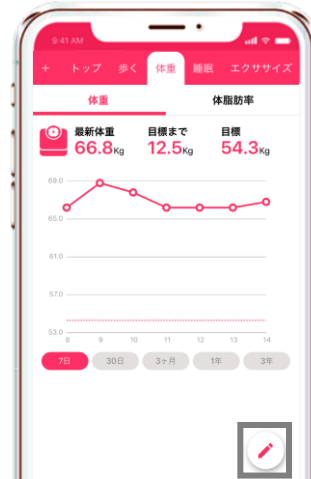 9:41 AM
+ トップ 歩く 体重 睡眠 エクササイズ
体重 体脂肪率
最新体重 目標まで 目標
66.8Kg 12.5Kg 54.3Kg
69.0
65.0
61.0
57.0
53.0
8 9 10 11 12 13 14
7日 30日 3ヶ月 1年 3年